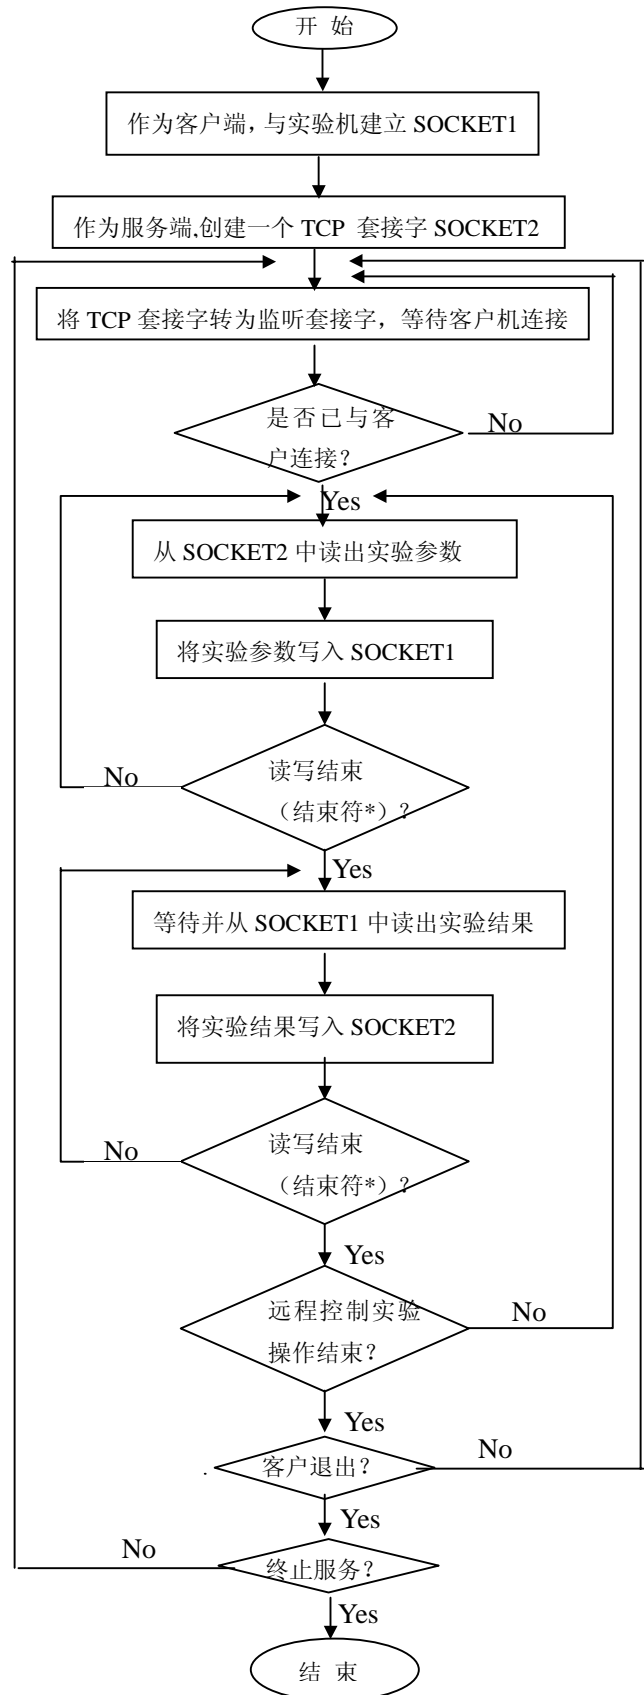 开 始
作为客户端，与实验机建立 SOCKET1
作为服务端,创建一个 TCP 套接字 SOCKET2
将 TCP 套接字转为监听套接字，等待客户机连接
是否已与客
户连接？
No
Yes
从 SOCKET2 中读出实验参数
将实验参数写入 SOCKET1
读写结束
（结束符*）？
No
Yes
等待并从 SOCKET1 中读出实验结果
将实验结果写入 SOCKET2
读写结束
（结束符*）？
No
Yes
远程控制实验
操作结束？
No
Yes
客户退出？
No
Yes
终止服务？
No
Yes
结 束